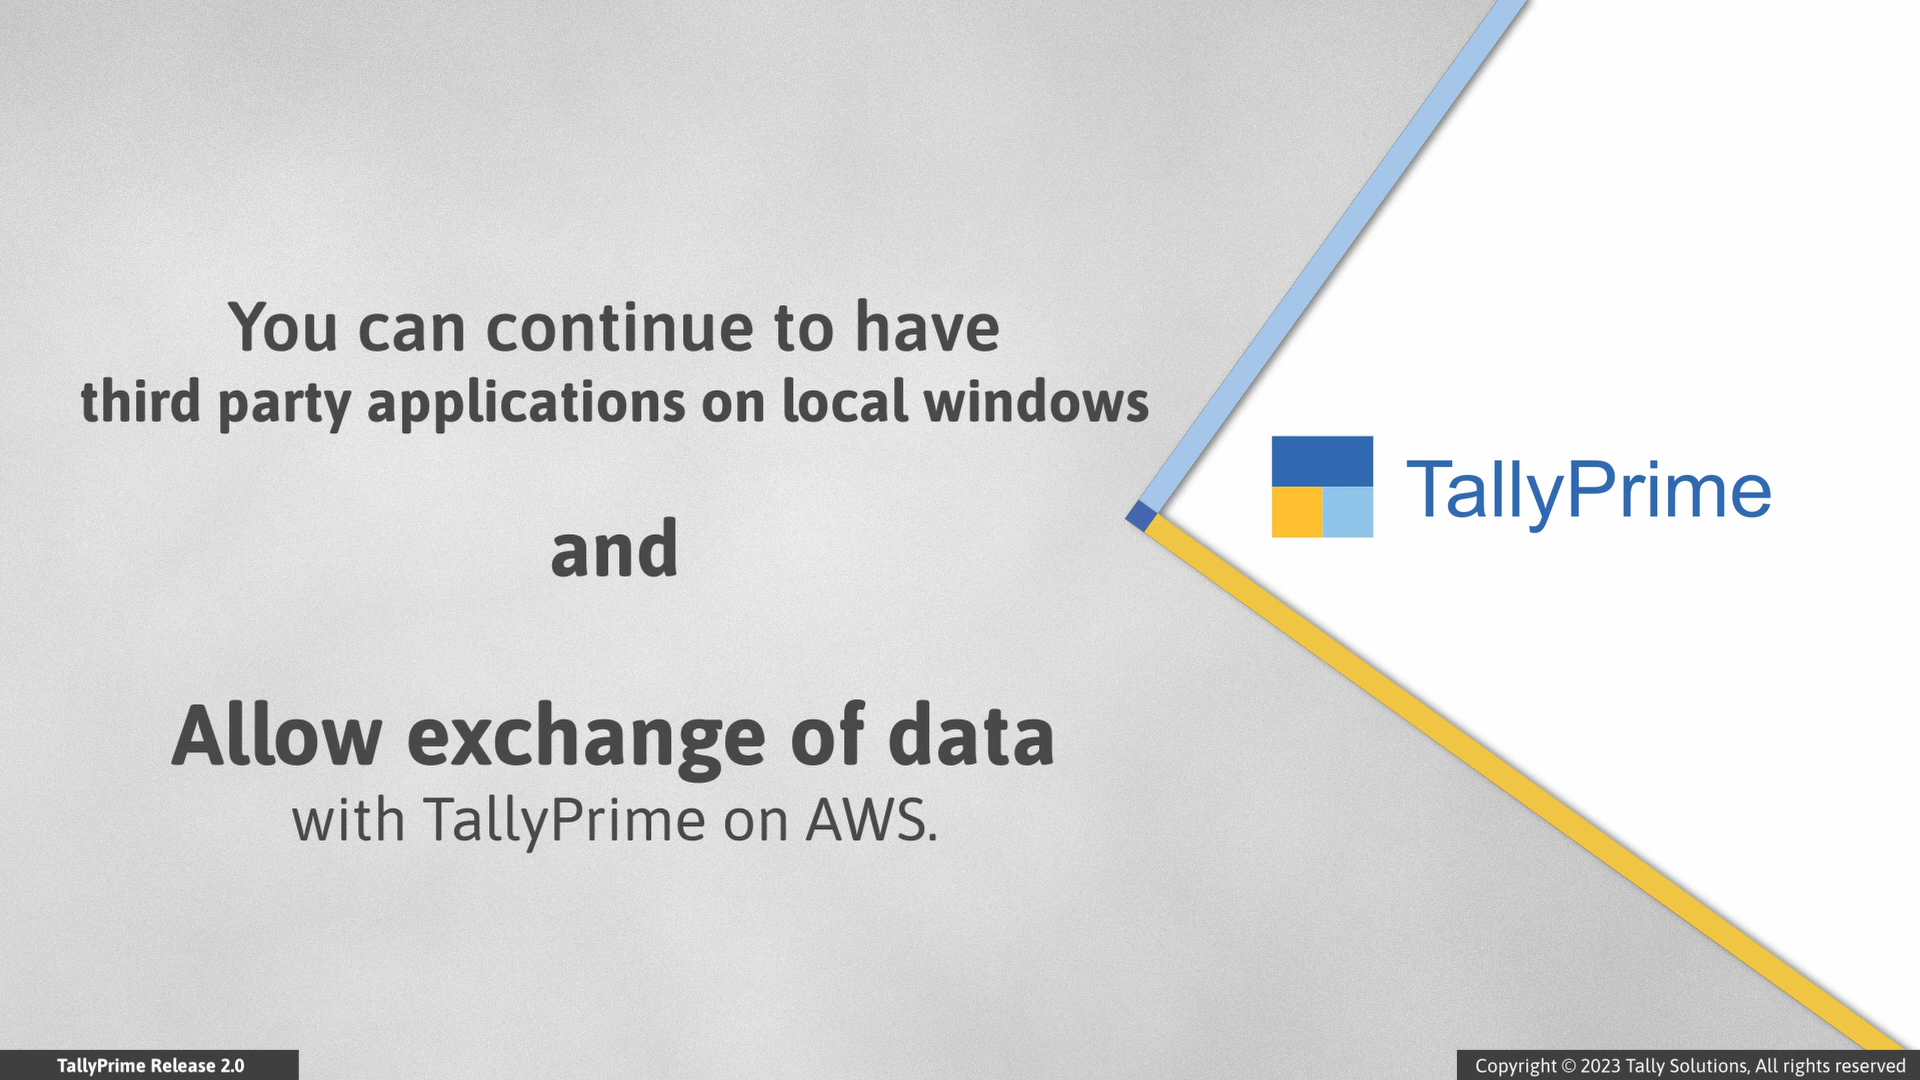 You can continue to have
third party applications on local windows
and
Allow exchange of data
with TallyPrime on AWS.
TallyPrime
TallyPrime Release 2.0
Copyright © 2023 Tally Solutions, All rights reserved